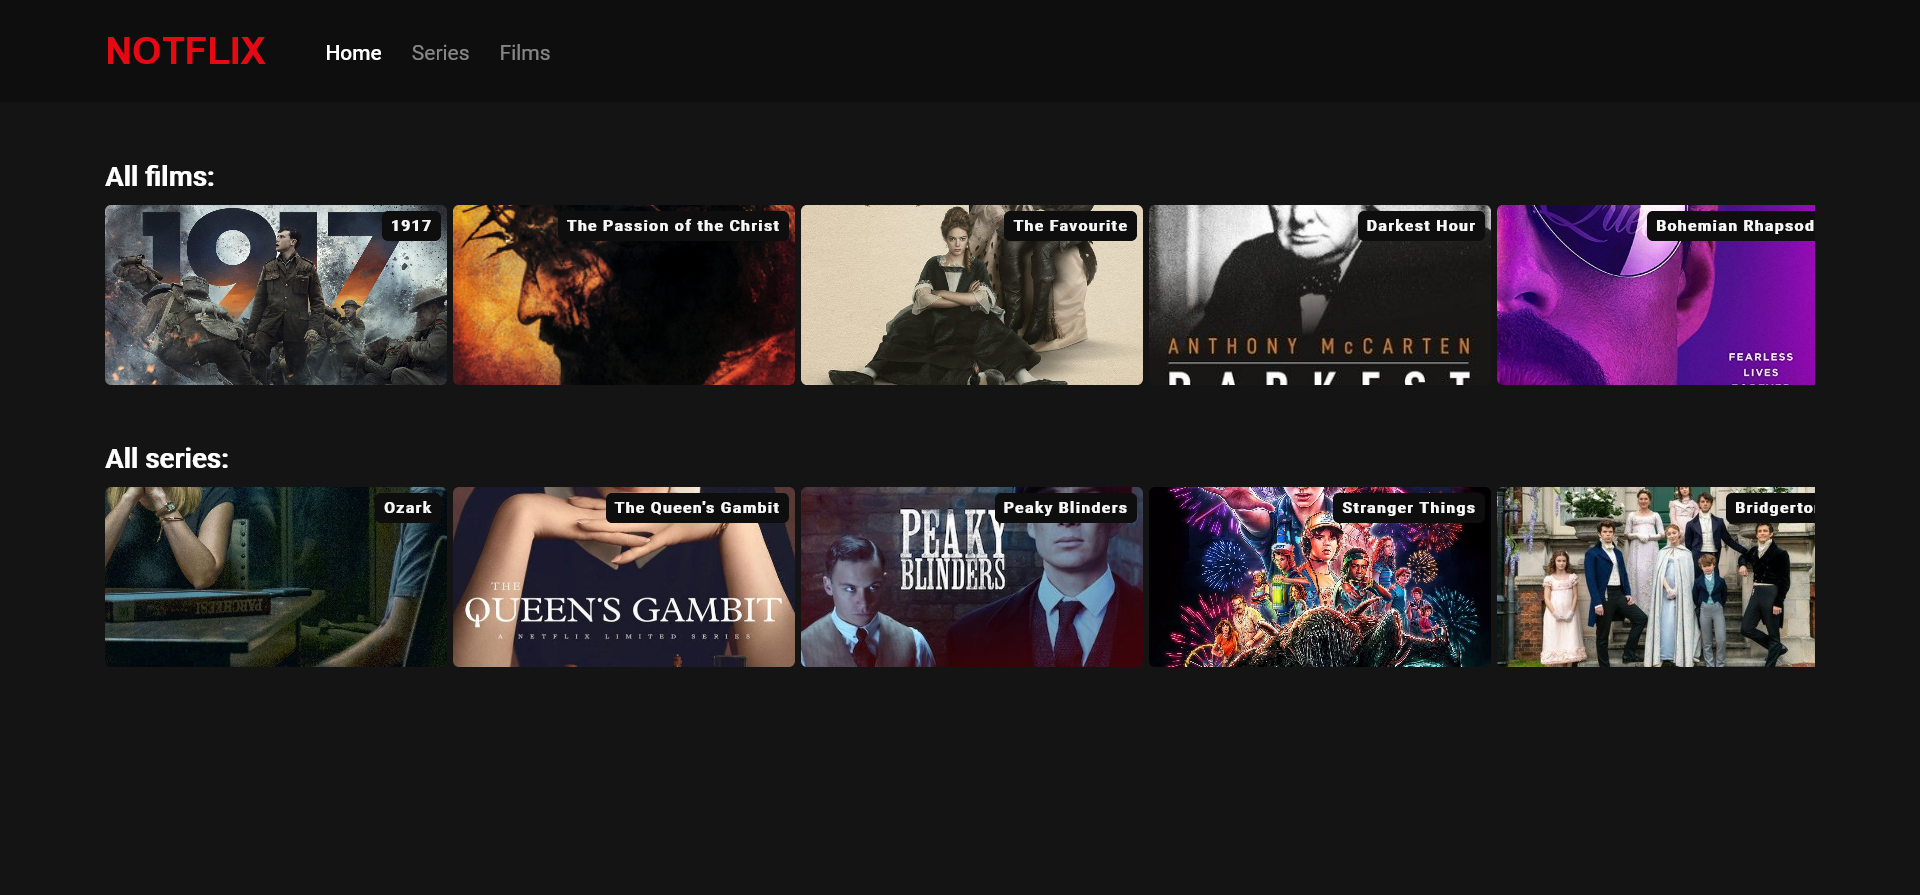 NOTFLIX
Home
Series
Films
All films:
1917
1917
The Passion of the Christ
The Favourite
Darkest Hour
ANTHONY McCARTEN
DARKEST
Bohemian Rhapsod
FEARLESS
LIVES
All series:
Ozark
PARCHEESI
The Queen's Gambit
THE
QUEEN'S GAMBIT
A NETFLIX LIMITED SERIES
Peaky Blinders
PEAKY
BLINDERS
Stranger Things
Bridgerto